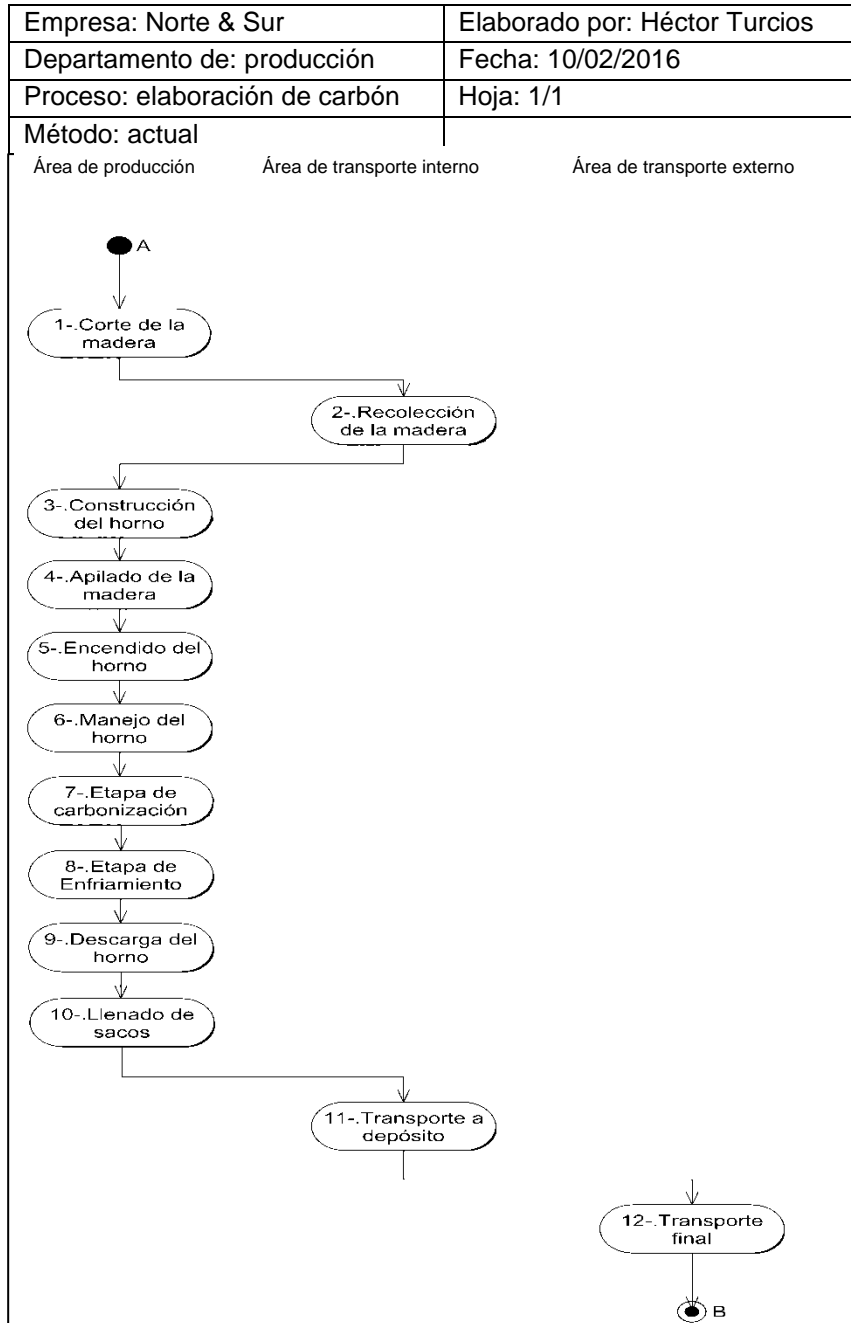 Empresa: Norte & Sur
Elaborado por: Héctor Turcios
Departamento de: producción
Fecha: 10/02/2016
Proceso: elaboración de carbón
Hoja: 1/1
Método: actual
Área de producción
Área de transporte interno
Área de transporte externo
A
1-.Corte de la
madera
2-.Recolección
de la madera
3-.Construcción
del horno
4-.Apilado de la
madera
5-.Encendido del
horno
6-.Manejo del
horno
7-.Etapa de
carbonización
8-.Etapa de
Enfriamiento
9-.Descarga del
horno
10-.Llenado de
sacos
11-.Transporte a
depósito
12-.Transporte
final
B